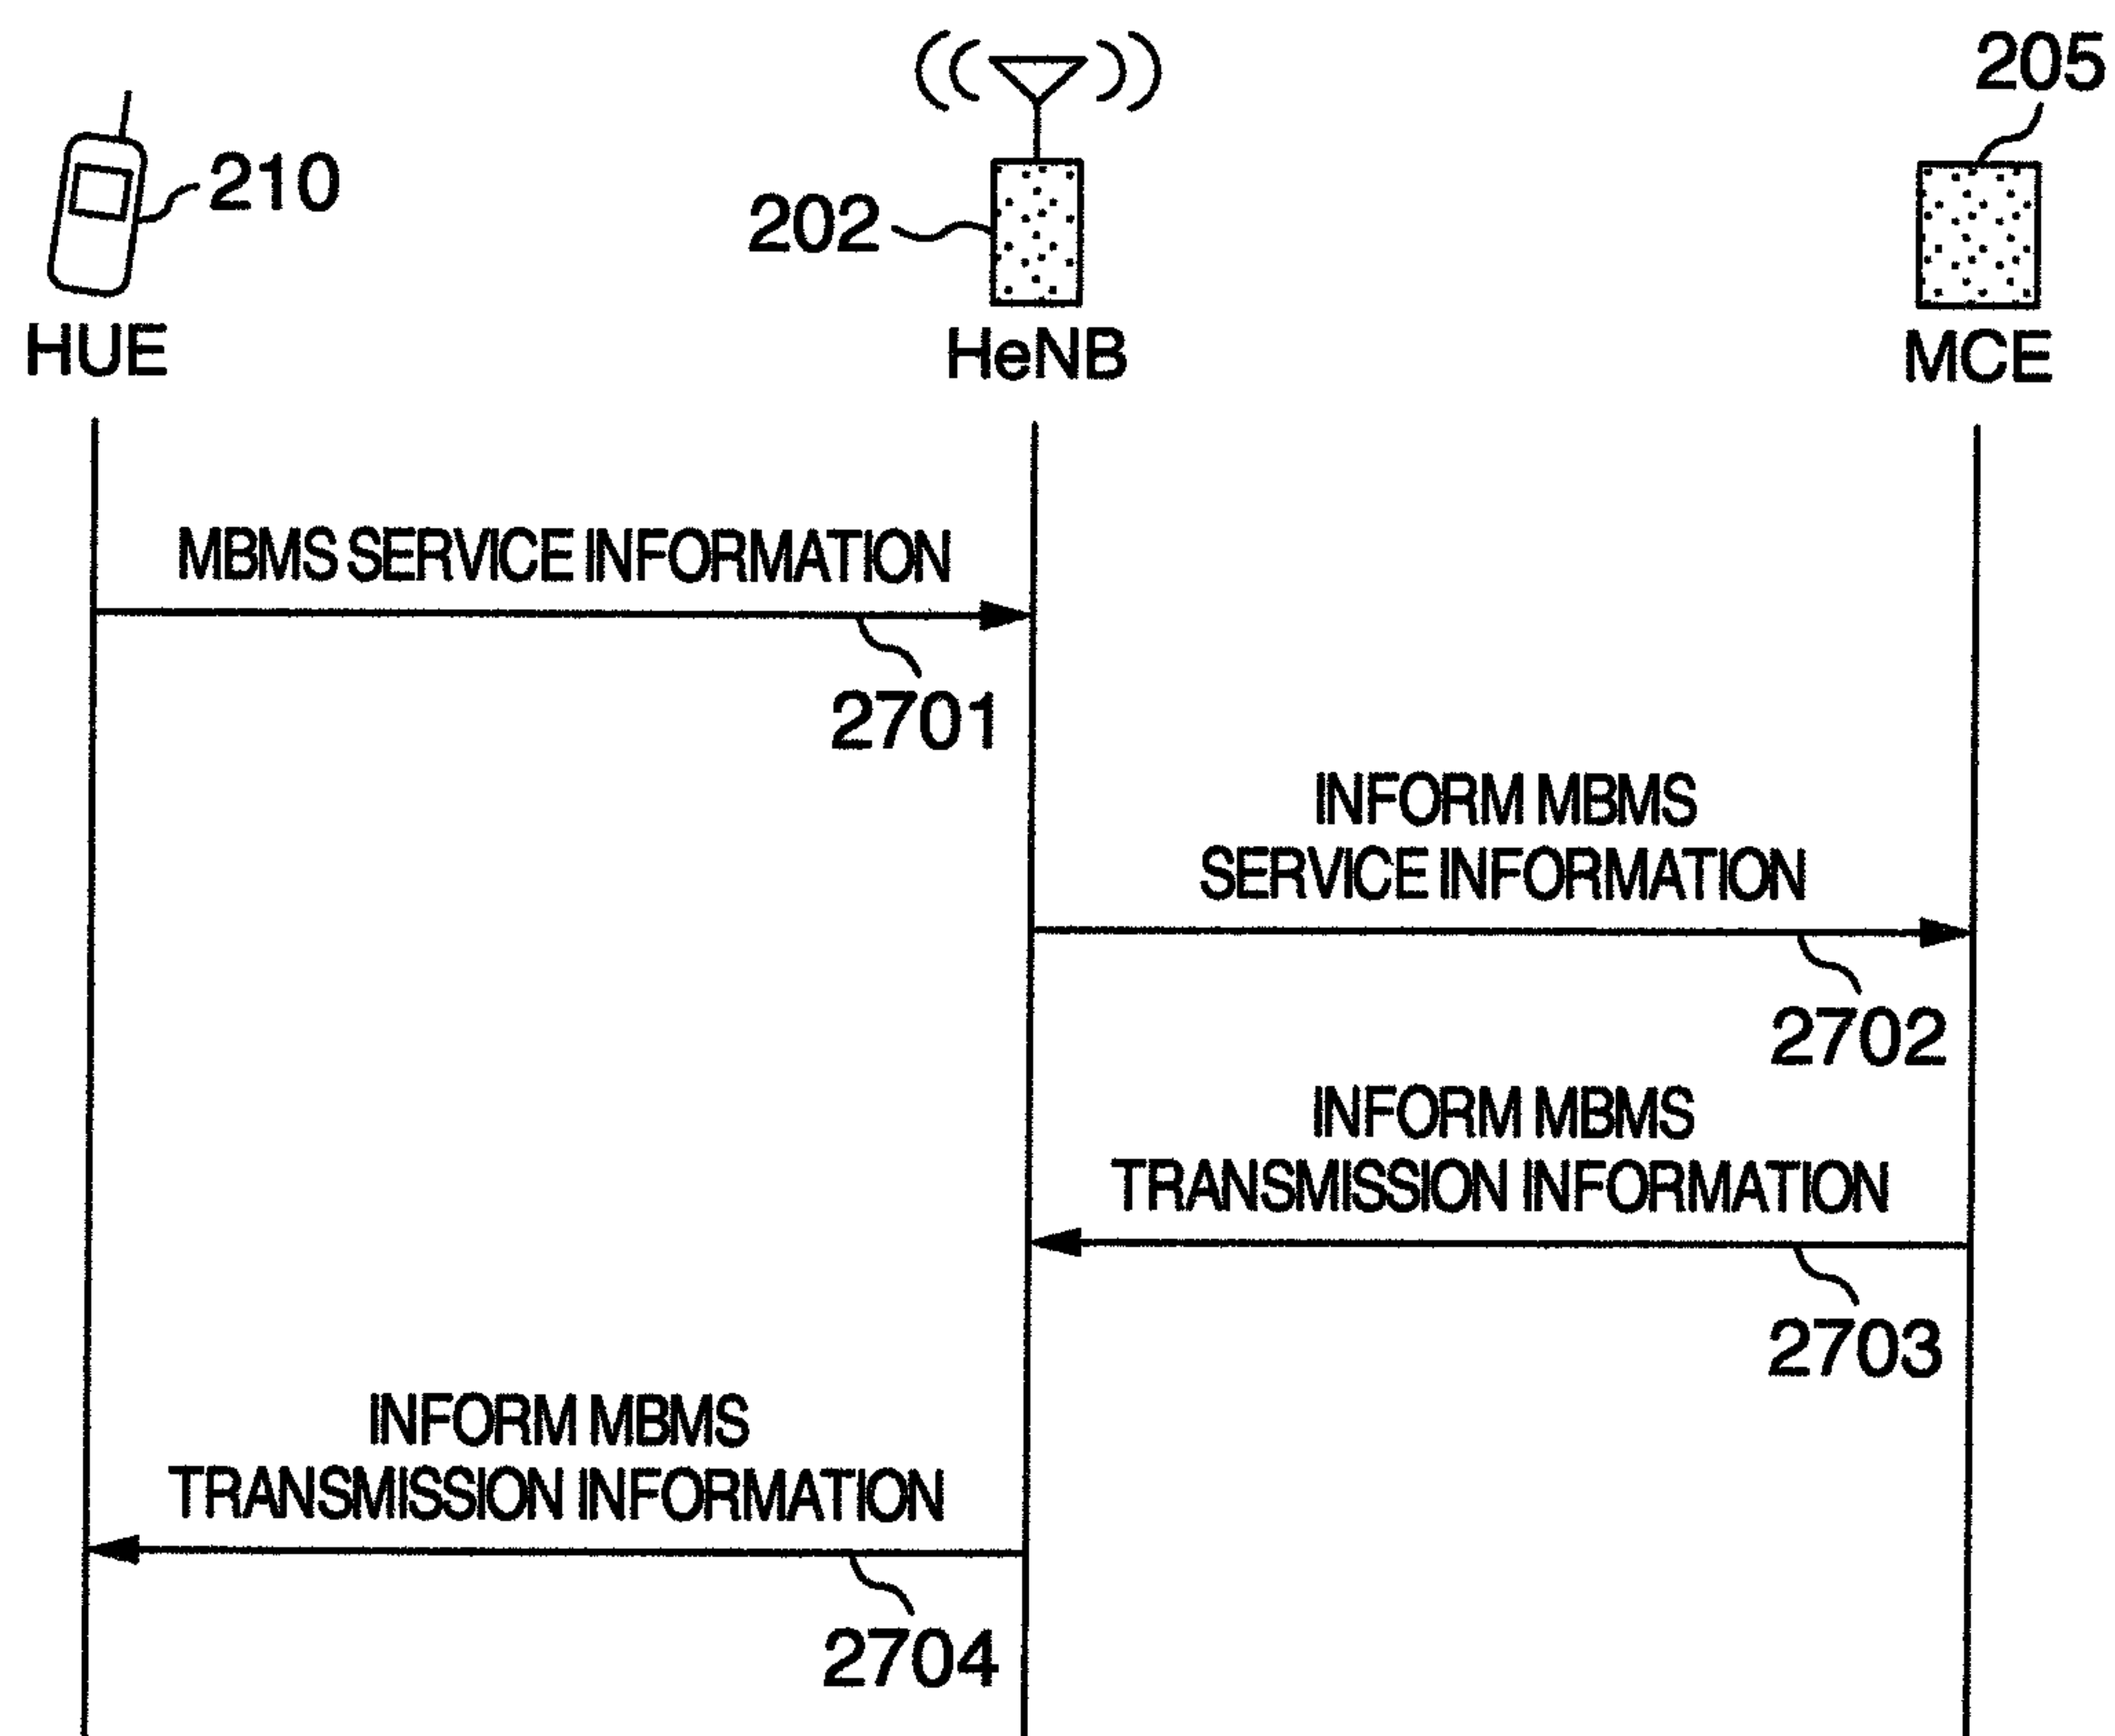 205
210
202
HUE
HeNB
MCE
MBMS SERVICE INFORMATION
2701
INFORM MBMS
SERVICE INFORMATION
2702
INFORM MBMS
TRANSMISSION INFORMATION
2703
INFORM MBMS
TRANSMISSION INFORMATION
2704